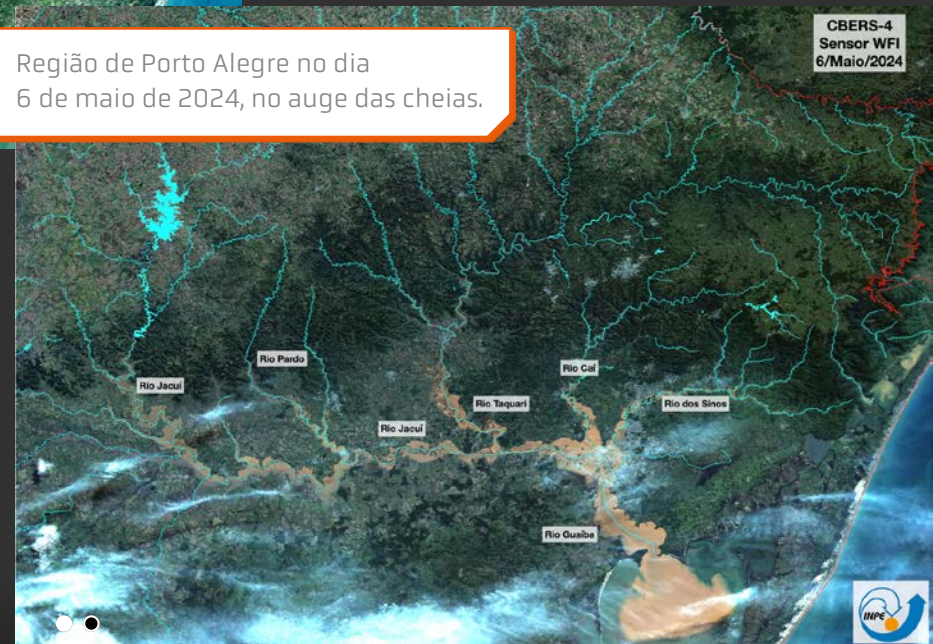 Região de Porto Alegre no dia
6 de maio de 2024, no auge das cheias.
CBERS-4
Sensor WFI
6/Maio/2024
Rio Pardo
Rio Jacuí
Rio Caí
Rio Taquari
Rio dos Sinos
Rio Jacuí
Rio Guaíba
INPE